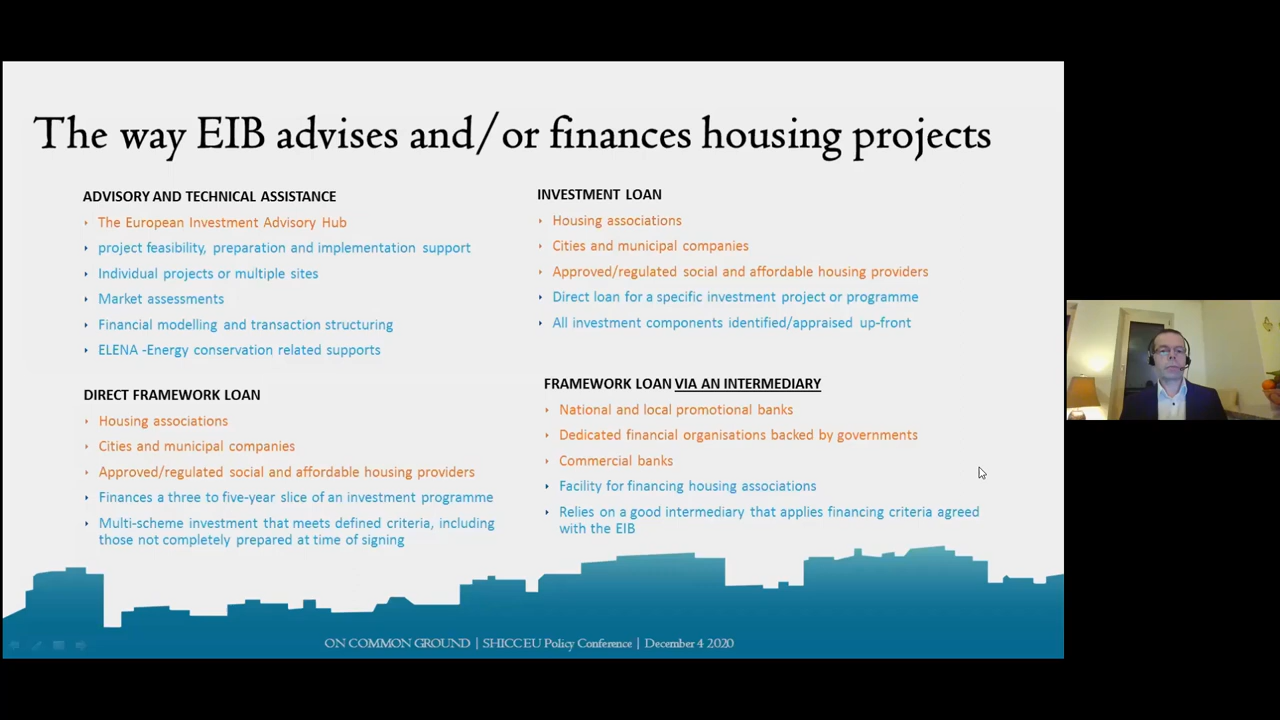 The way EIB advises and/or finances housing projects
ADVISORY AND TECHNICAL ASSISTANCE
The European Investment Advisory Hub
project feasibility, preparation and implementation support
Individual projects or multiple sites
Market assessments
Financial modelling and transaction structuring
ELENA -Energy conservation related supports
INVESTMENT LOAN
Housing associations
Cities and municipal companies
Approved/regulated social and affordable housing providers
Direct loan for a specific investment project or programme
All investment components identified/appraised up-front
DIRECT FRAMEWORK LOAN
Housing associations
Cities and municipal companies
Approved/regulated social and affordable housing providers
Finances a three to five-year slice of an investment programme
Multi-scheme investment that meets defined criteria, including
those not completely prepared at time of signing
FRAMEWORK LOAN VIA AN INTERMEDIARY
National and local promotional banks
Dedicated financial organisations backed by governments
Commercial banks
Facility for financing housing associations
Relies on a good intermediary that applies financing criteria agreed
with the EIB
ON COMMON GROUND | SHICC EU Policy Conference | December 4 2020